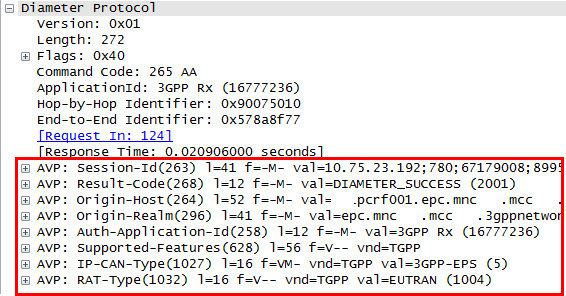 Diameter Protocol
Version: 0x01
Length: 272
Flags: 0x40
Command Code: 265 AA
ApplicationId: 3GPP Rx (16777236)
Hop-by-Hop Identifier: 0x90075010
End-to-End Identifier: 0x578a8f77
[Request In: 124]
[Response Time: 0.020906000 seconds]
AVP: Session-Id(263) l=41 f=-M- val=10.75.23.192;780;67179008;8995
AVP: Result-Code(268) l=12 f=-M- val=DIAMETER_SUCCESS (2001)
AVP: Origin-Host(264) l=52 f=-M- val= .pcrf001.epc.mnc .mcc .
AVP: Origin-Realm(296) l=41 f=-M- val=epc.mnc .mcc .3gppnetwor
AVP: Auth-Application-Id(258) l=12 f=-M- val=3GPP Rx (16777236)
AVP: Supported-Features(628) l=56 f=V-- vnd=TGPP
AVP: IP-CAN-Type(1027) l=16 f=VM- vnd=TGPP val=3GPP-EPS (5)
AVP: RAT-Type(1032) l=16 f=V-- vnd=TGPP val=EUTRAN (1004)